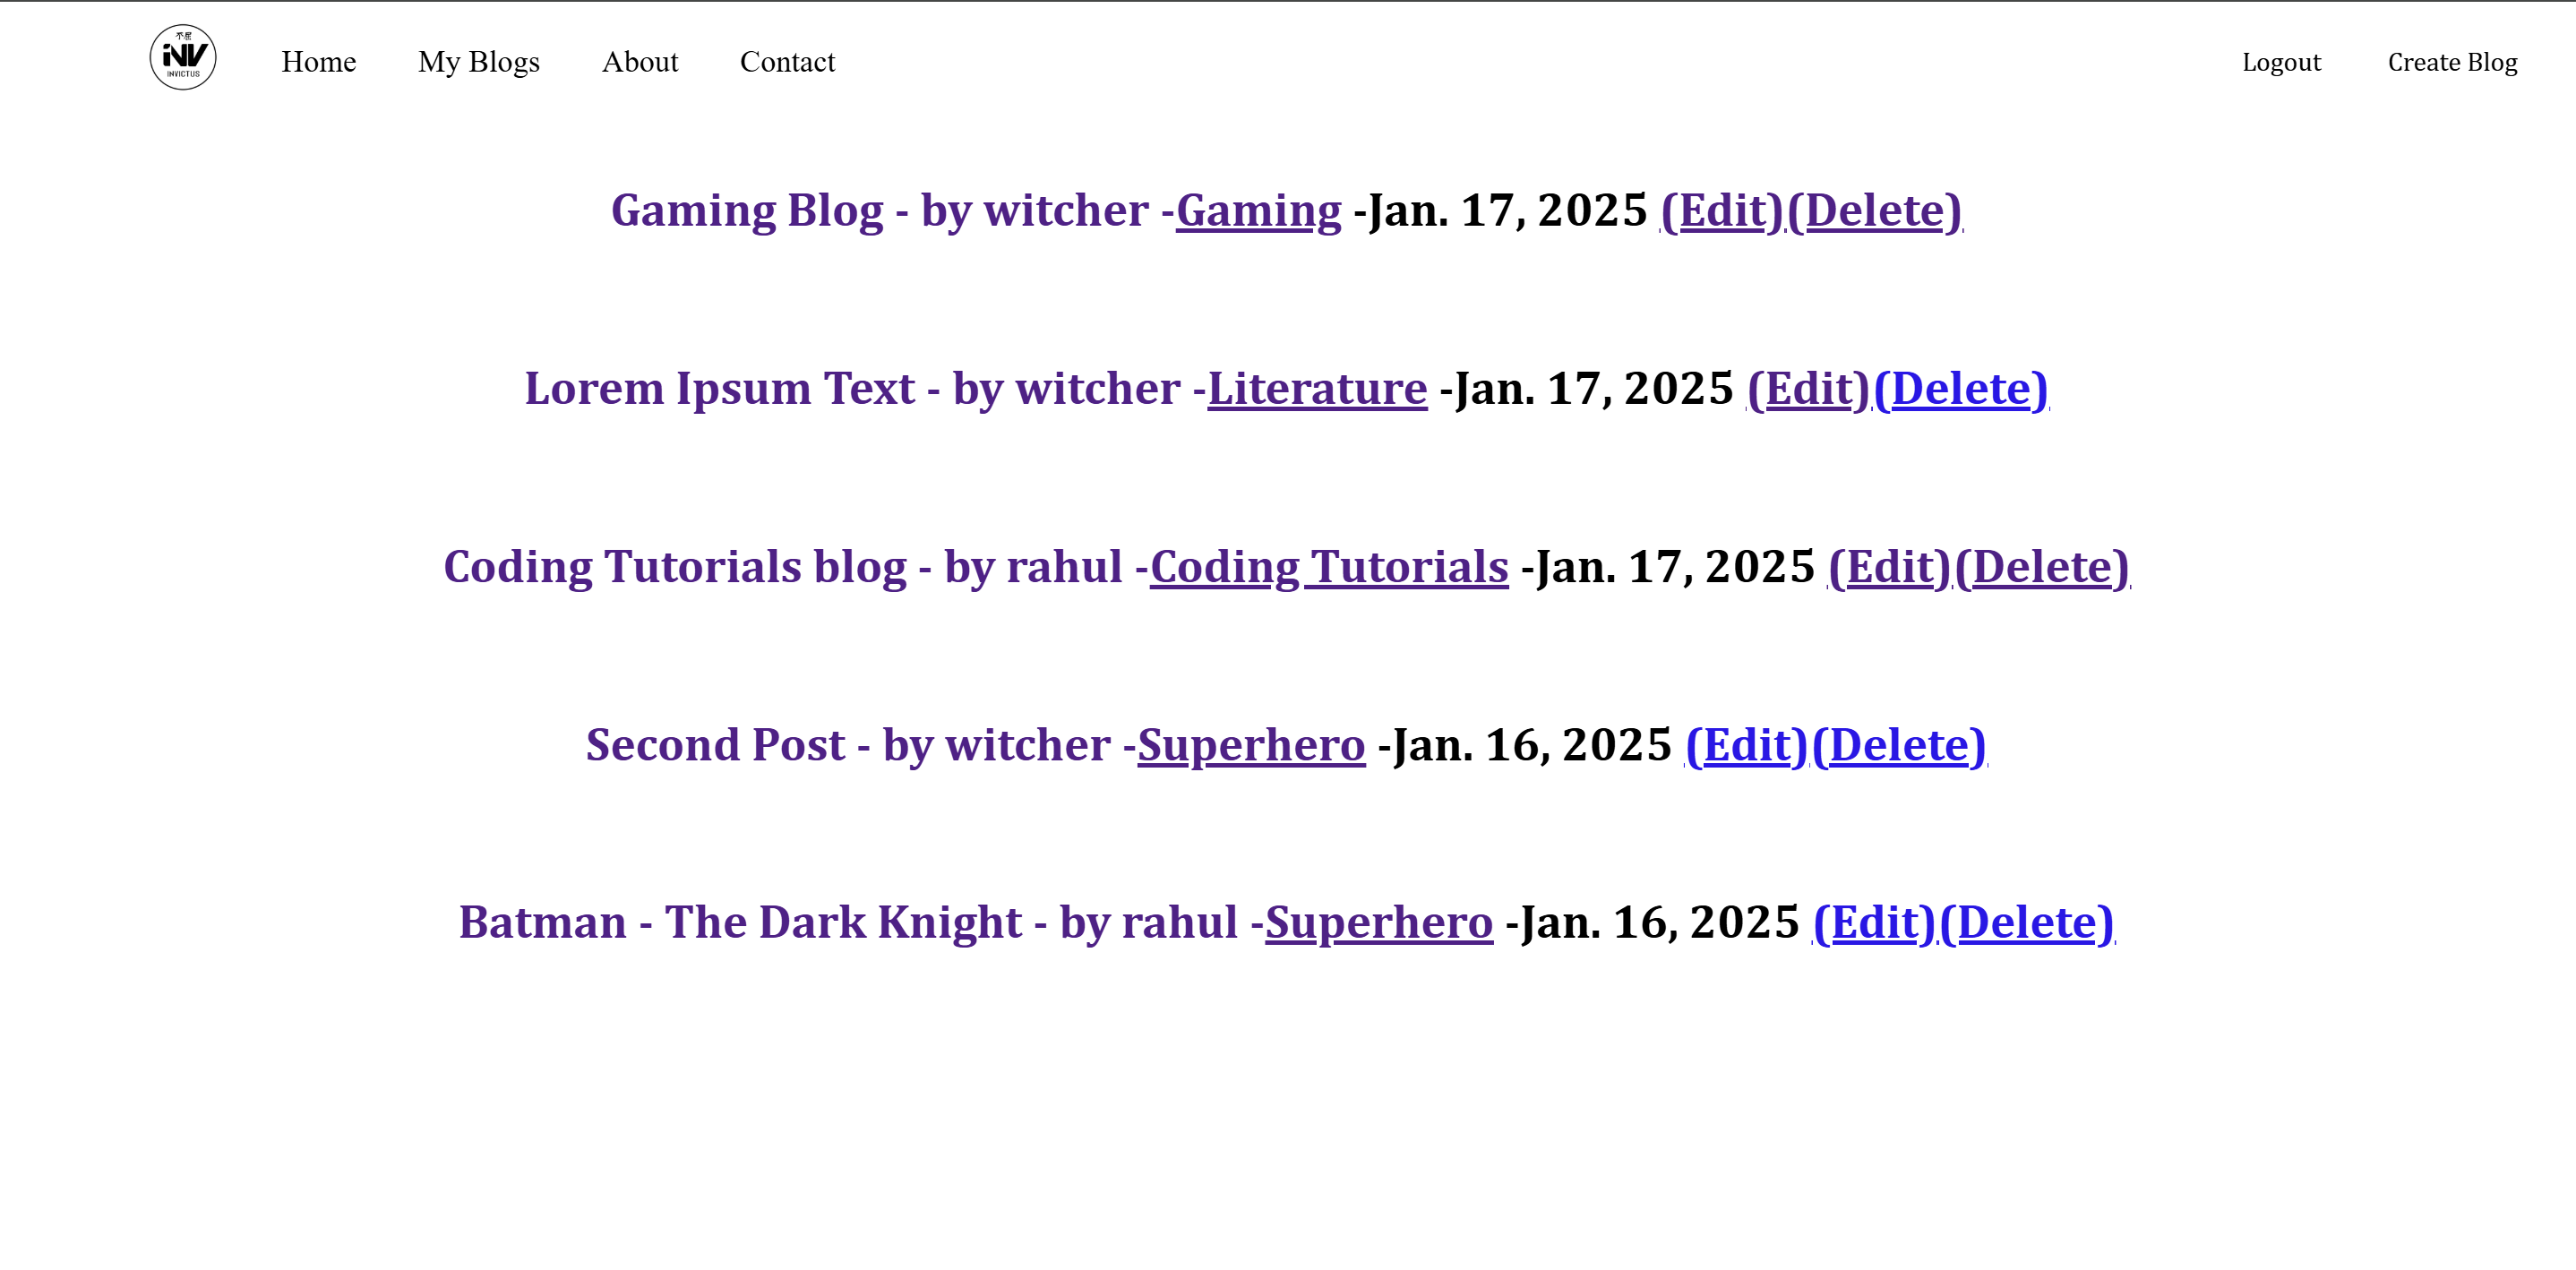 不屈
INV
INVICTUS
Home My Blogs About Contact Logout Create Blog
Gaming Blog - by witcher -Gaming -Jan. 17, 2025 (Edit)(Delete)
Lorem Ipsum Text - by witcher -Literature -Jan. 17, 2025 (Edit)(Delete)
Coding Tutorials blog - by rahul -Coding Tutorials -Jan. 17, 2025 (Edit)(Delete)
Second Post - by witcher -Superhero -Jan. 16, 2025 (Edit)(Delete)
Batman - The Dark Knight - by rahul -Superhero -Jan. 16, 2025 (Edit)(Delete)